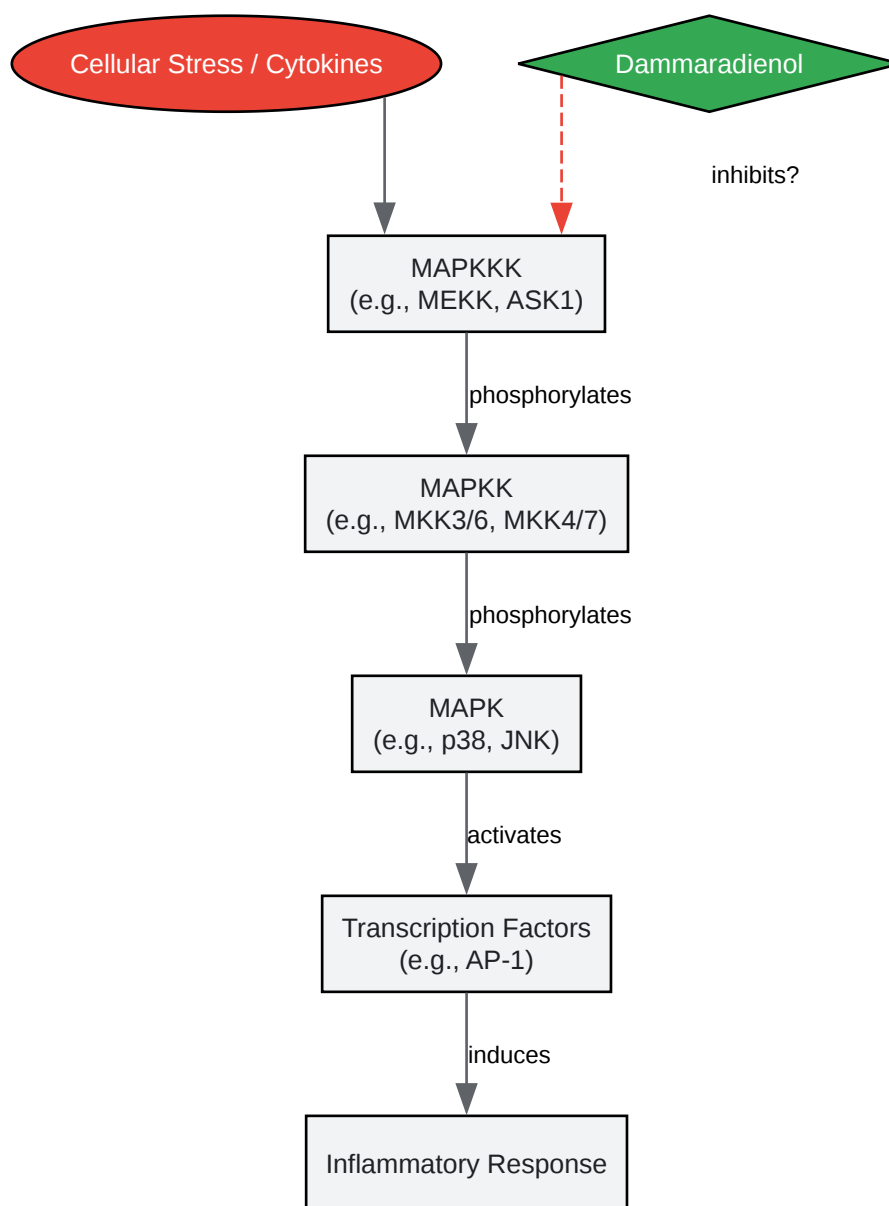 Cellular Stress / Cytokines
Dammaradienol
inhibits?
MAPKKK
(e.g., MEKK, ASK1)
phosphorylates
MAPKK
(e.g., MKK3/6, MKK4/7)
phosphorylates
MAPK
(e.g., p38, JNK)
activates
Transcription Factors
(e.g., AP-1)
induces
Inflammatory Response